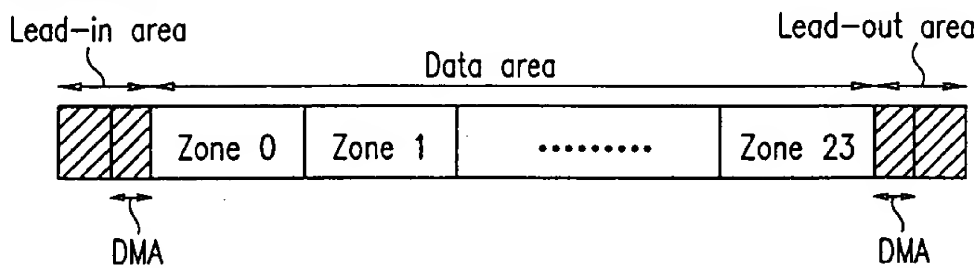 Lead-in area
Lead-out area
Data area
Zone 0
Zone 1
.........
Zone 23
DMA
DMA